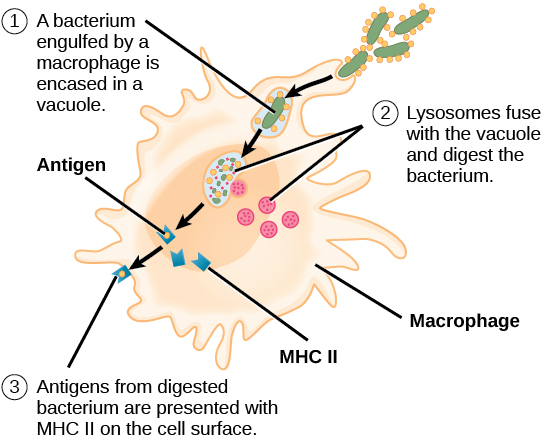 1 A bacterium
engulfed by a
macrophage is
encased in a
vacuole.
2 Lysosomes fuse
with the vacuole
and digest the
bacterium.
Antigen
Macrophage
MHC II
3 Antigens from digested
bacterium are presented with
MHC II on the cell surface.